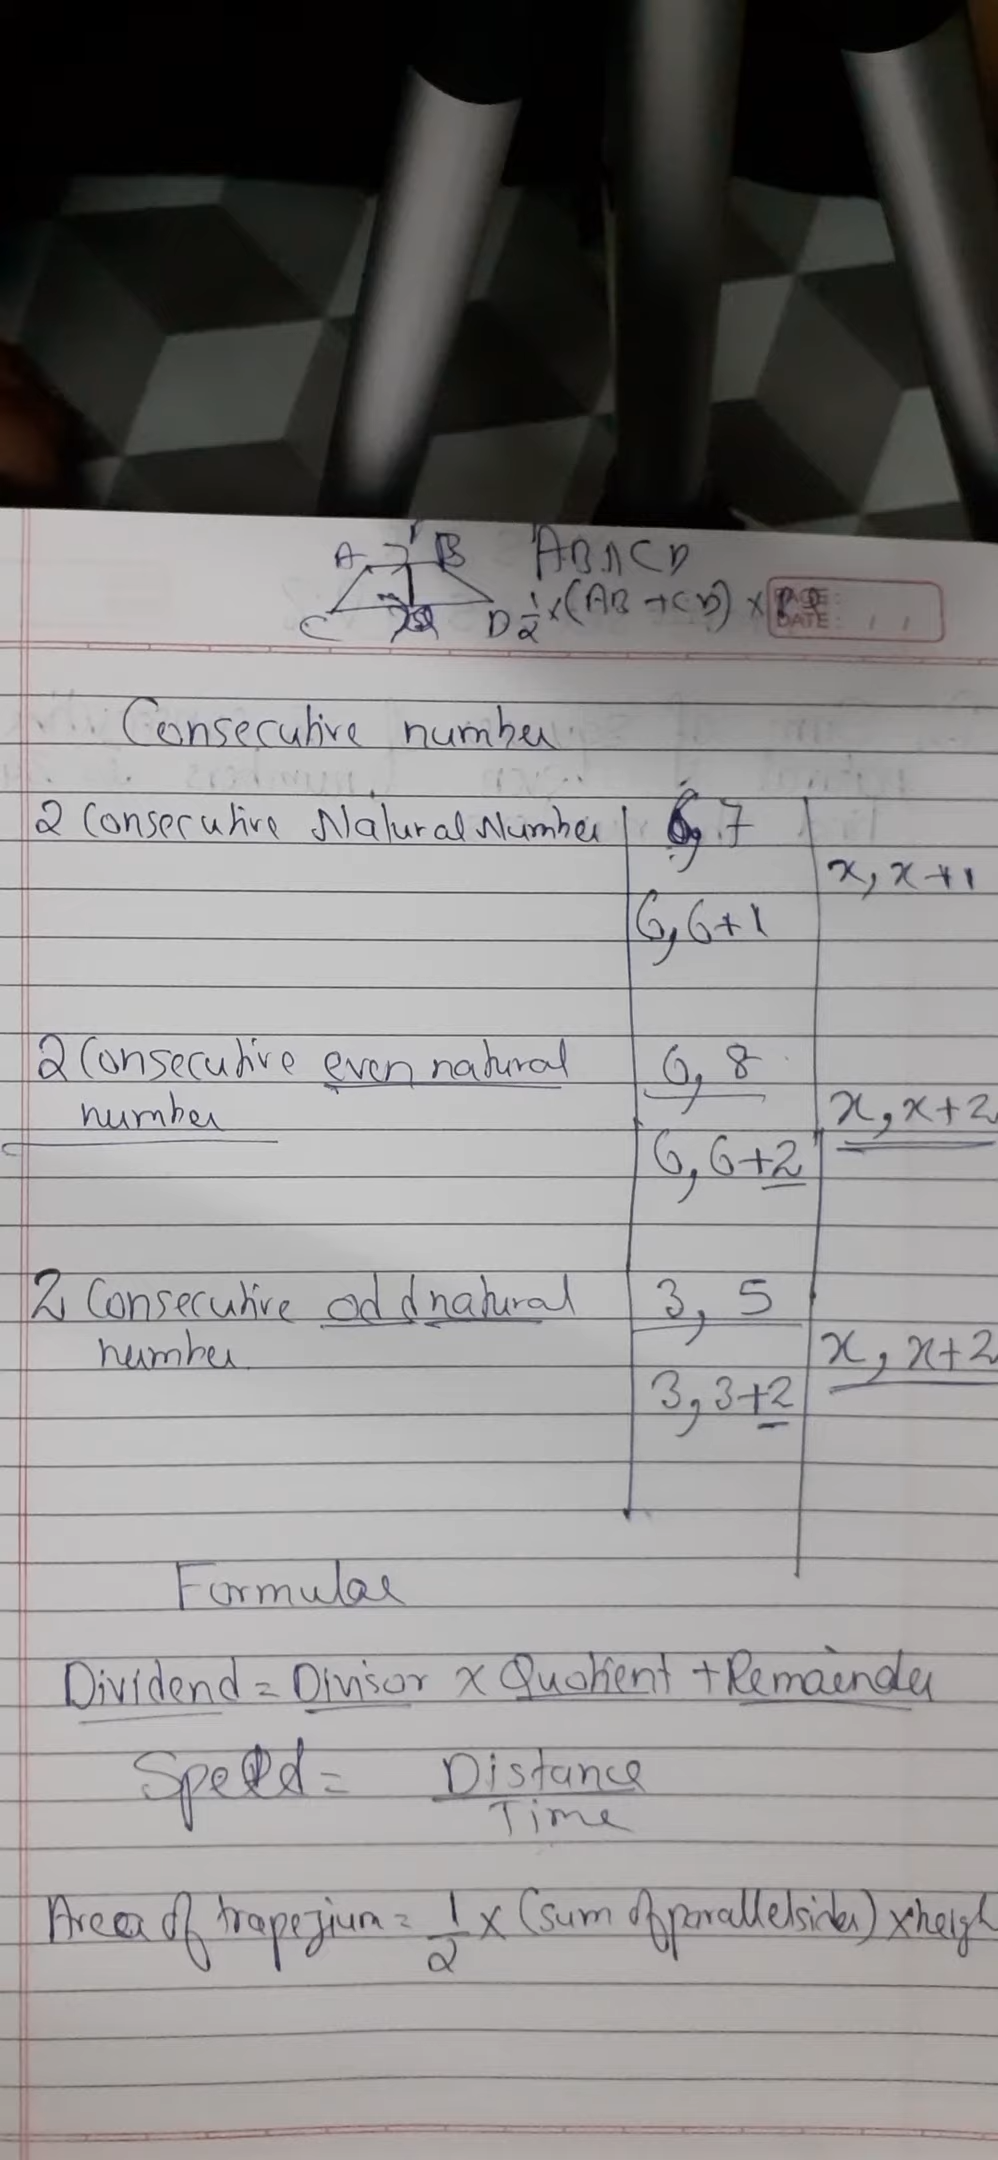 A P B ABΛCD
C Q D 1/2 × (AB + CD) ×
PAGE:
DATE: / /
Consecutive number
2 Consecutive Natural Number 6, 7
x, x+1
6, 6+1
2 Consecutive even natural 6, 8
number x, x+2
6, 6+2
2 Consecutive odd natural 3, 5
number x, x+2
3, 3+2
Formulae
Dividend = Divisor × Quotient + Remainder
Speed = Distance
Time
Area of trapezium = 1/2 × (sum of parallel sides) × heigh